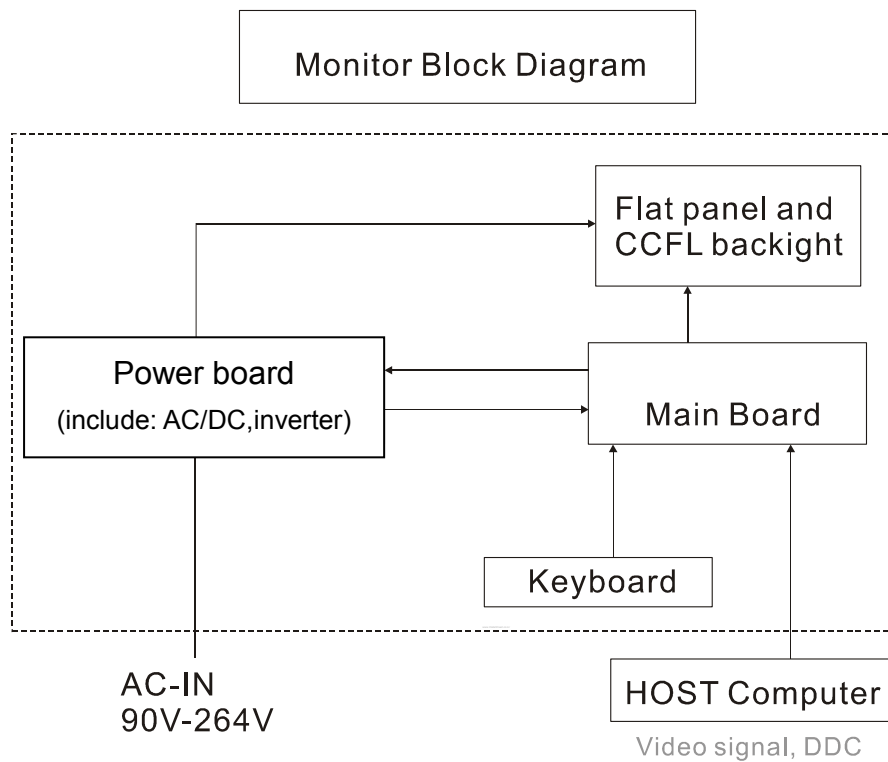 Monitor Block Diagram
Flat panel and
CCFL backight
Power board
(include: AC/DC,inverter)
Main Board
Keyboard
AC-IN
90V-264V
HOST Computer
Video signal, DDC